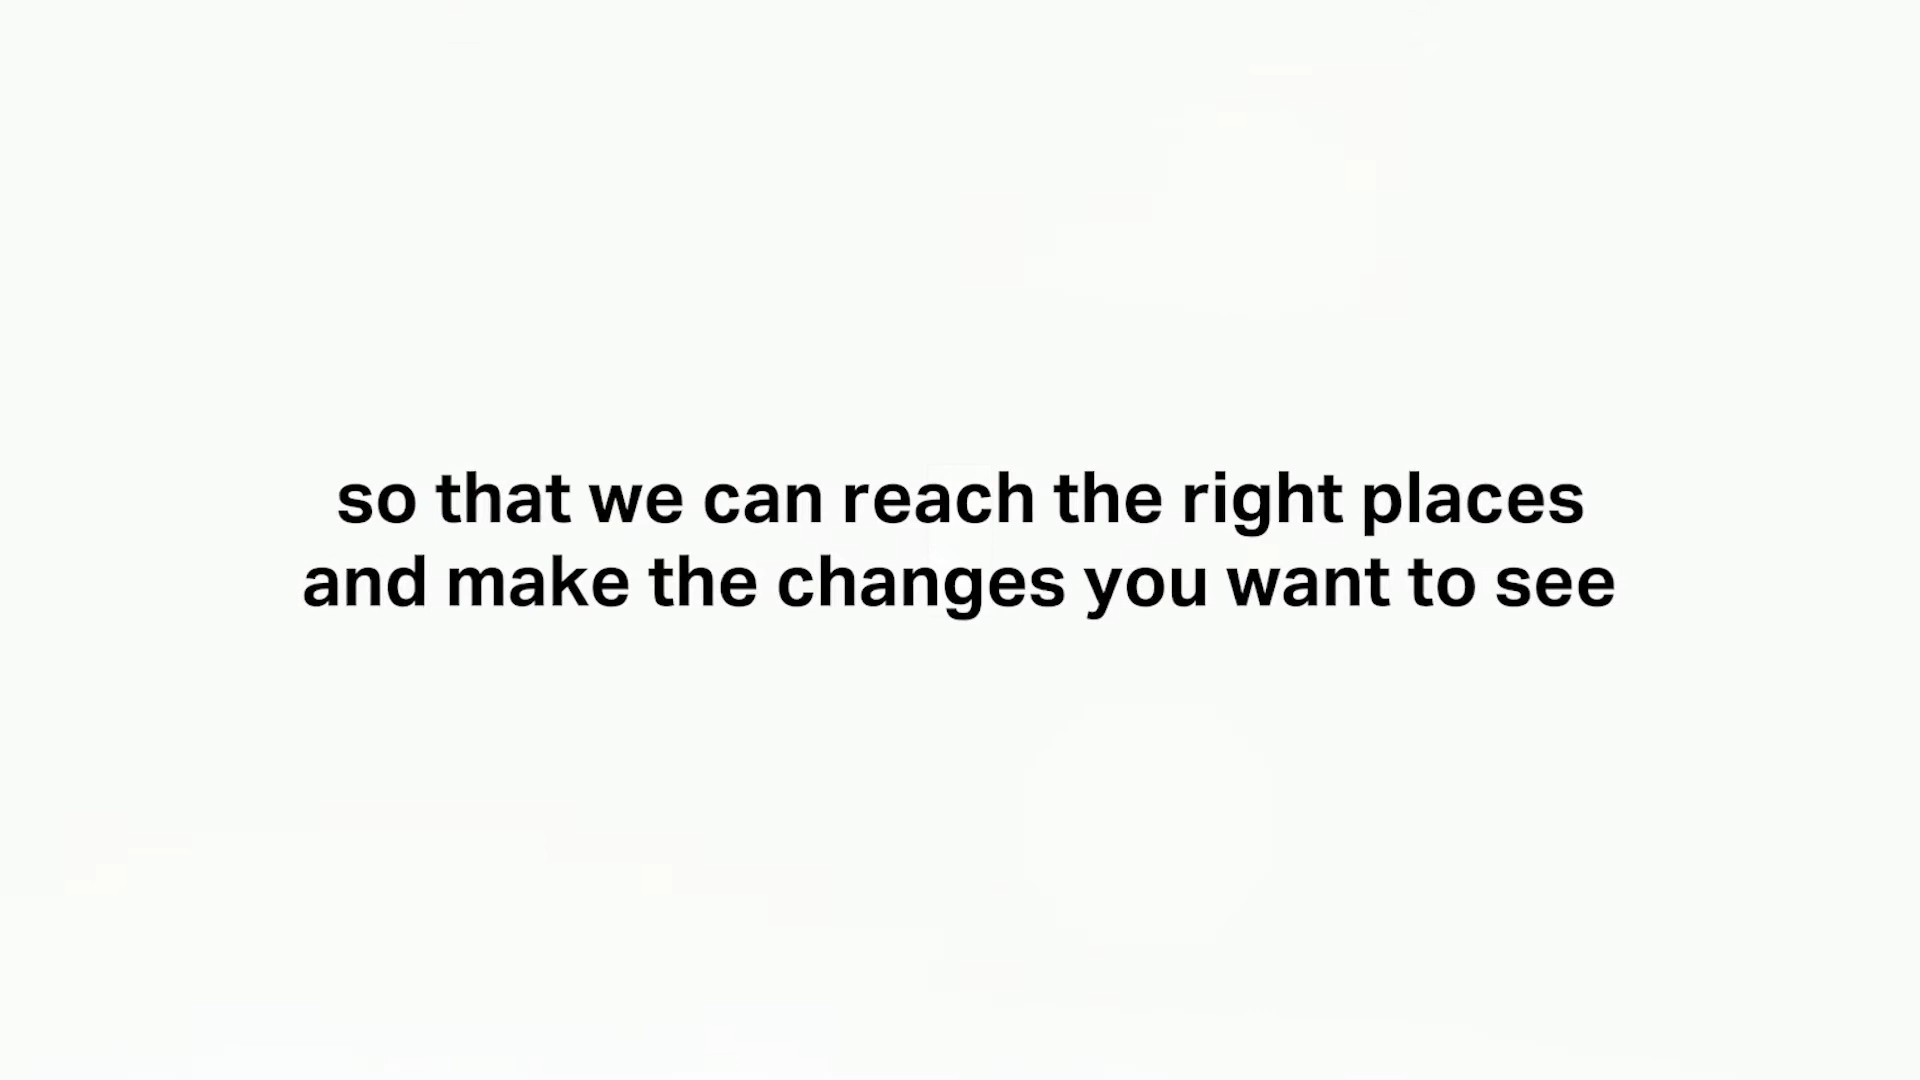 so that we can reach the right places
and make the changes you want to see